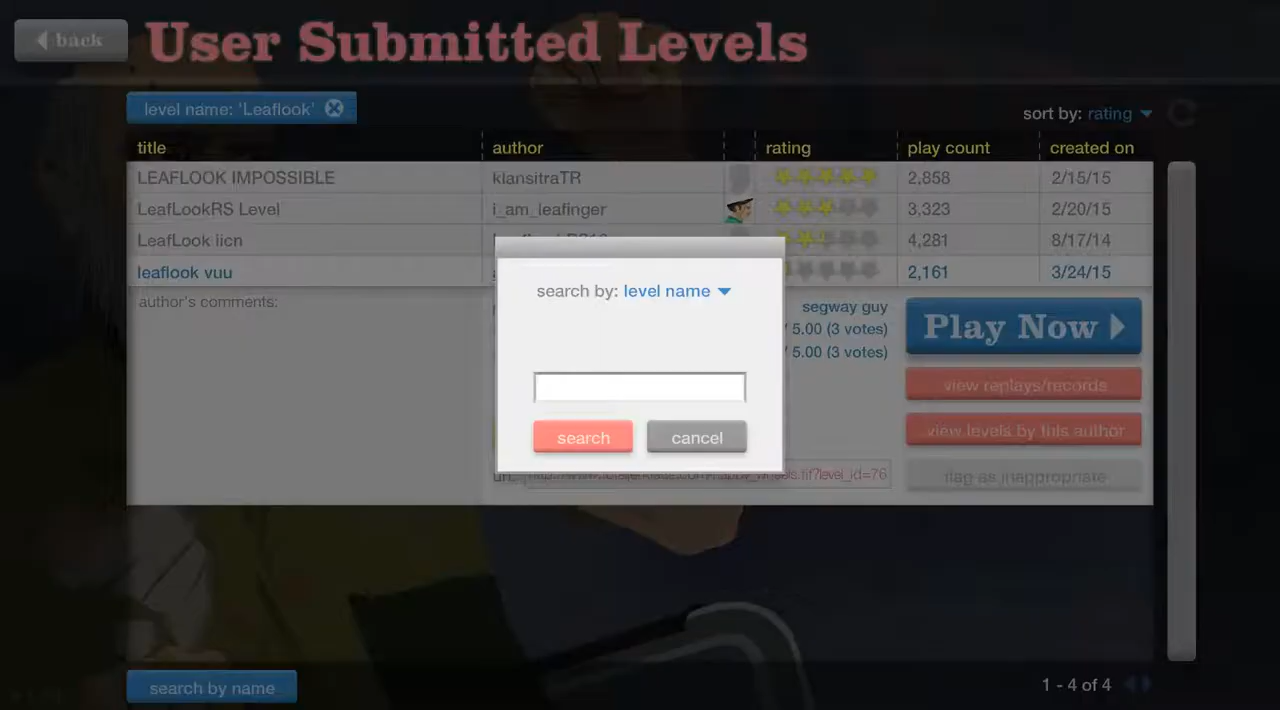 back
User Submitted Levels
level name: 'Leaflook'
sort by: rating
title author rating play count created on
LEAFLOOK IMPOSSIBLE klansitraTR 2,858 2/15/15
LeafLookRS Level i_am_leafinger 3,323 2/20/15
LeafLook licn 4,281 8/17/14
leaflook vuu 2,161 3/24/15
author's comments:
segway guy
/ 5.00 (3 votes)
/ 5.00 (3 votes)
Play Now
view replays/records
view levels by this author
flag as inappropriate
search by: level name
search cancel
search by name
1 - 4 of 4